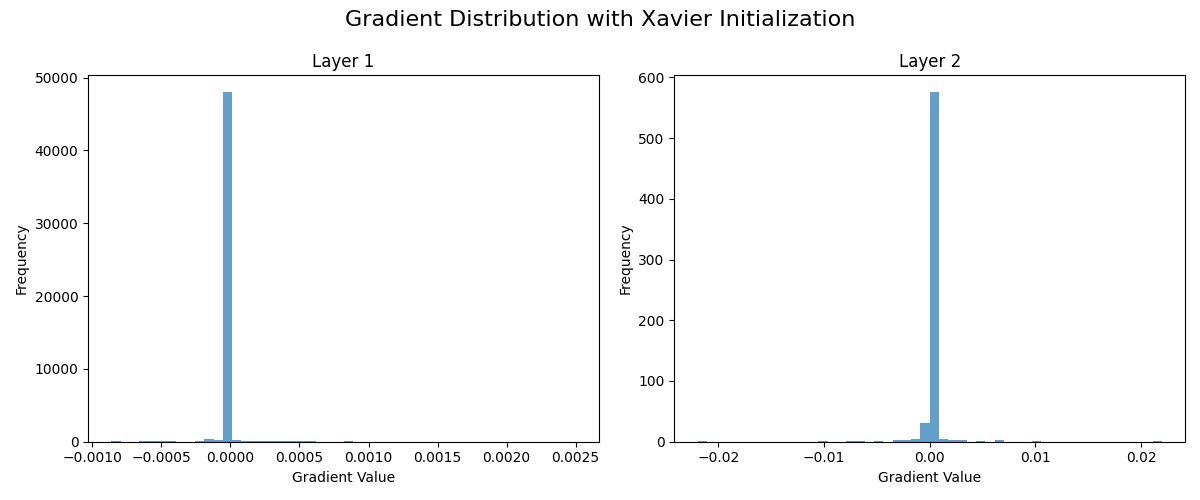 Gradient Distribution with Xavier Initialization
Layer 1
Frequency
50000
40000
30000
20000
10000
0
−0.0010 −0.0005 0.0000 0.0005 0.0010 0.0015 0.0020 0.0025
Gradient Value
Layer 2
Frequency
600
500
400
300
200
100
0
−0.02 −0.01 0.00 0.01 0.02
Gradient Value